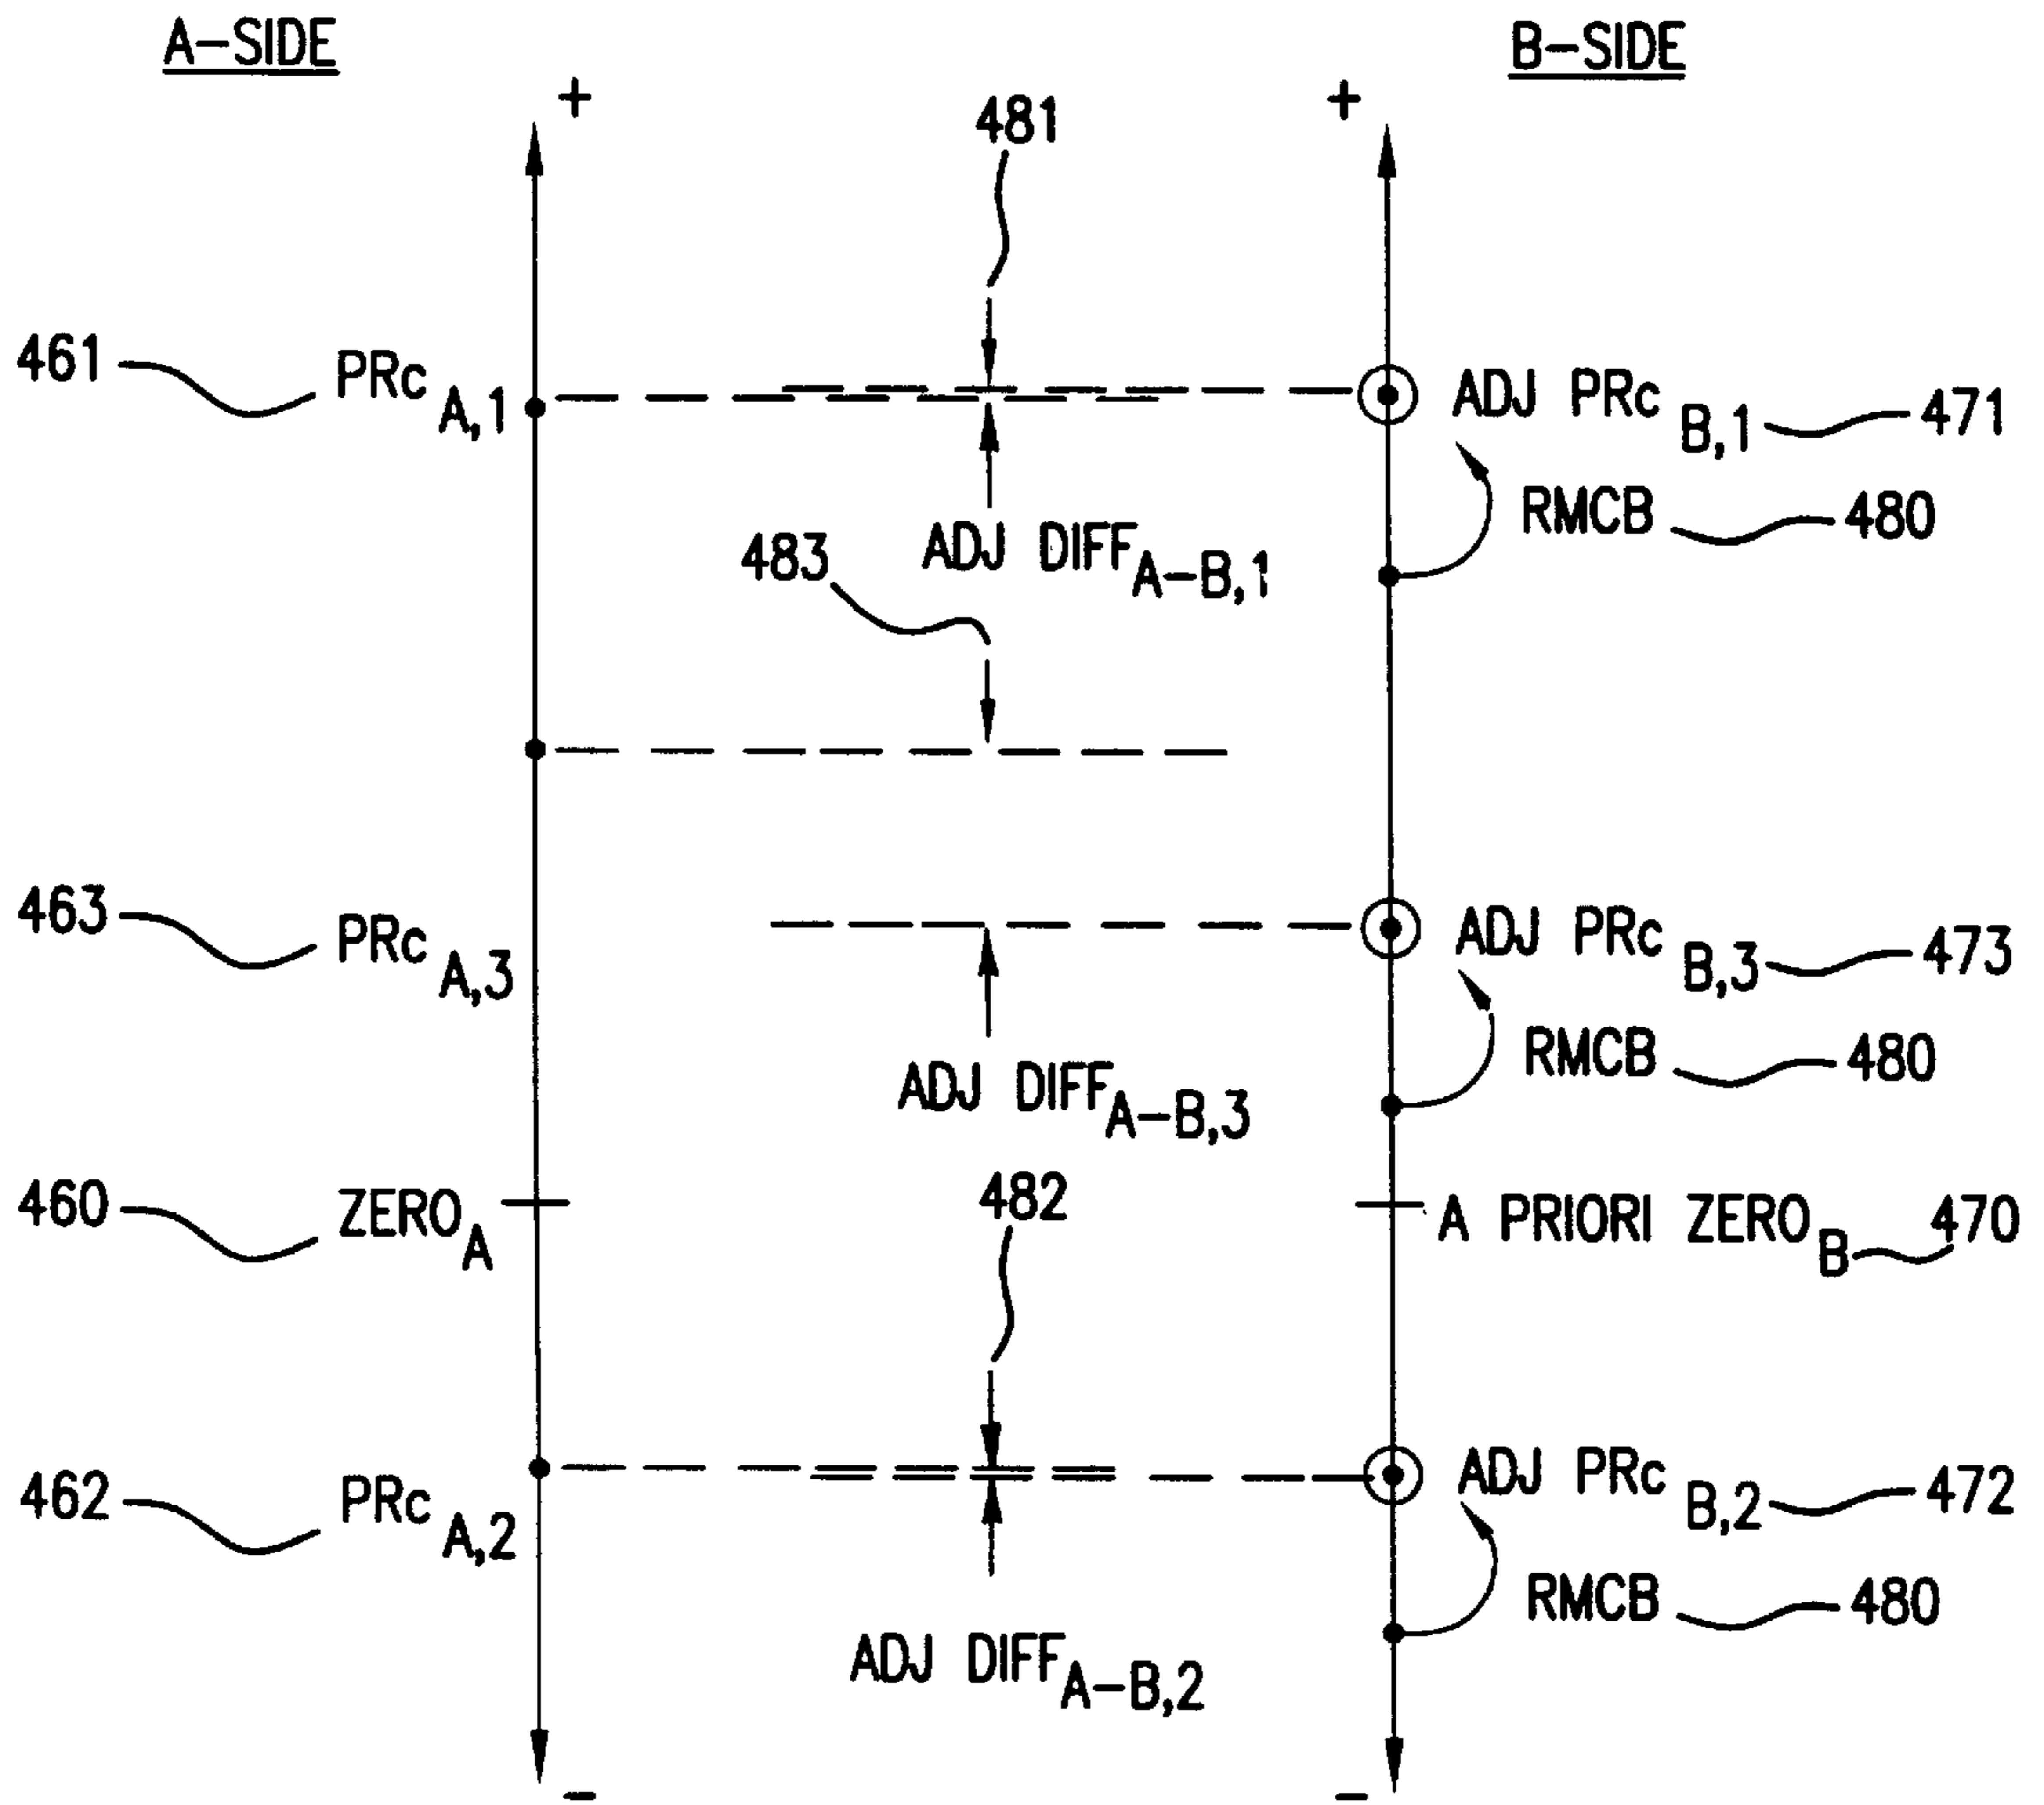 A-SIDE
B-SIDE
+
+
481
461
PRc A,1
ADJ PRc B,1
471
RMCB
480
483
ADJ DIFF A-B,1
463
PRc A,3
ADJ PRc B,3
473
RMCB
480
ADJ DIFF A-B,3
482
460
ZERO A
A PRIORI ZERO B
470
462
PRc A,2
ADJ PRc B,2
472
RMCB
480
ADJ DIFF A-B,2
-
-